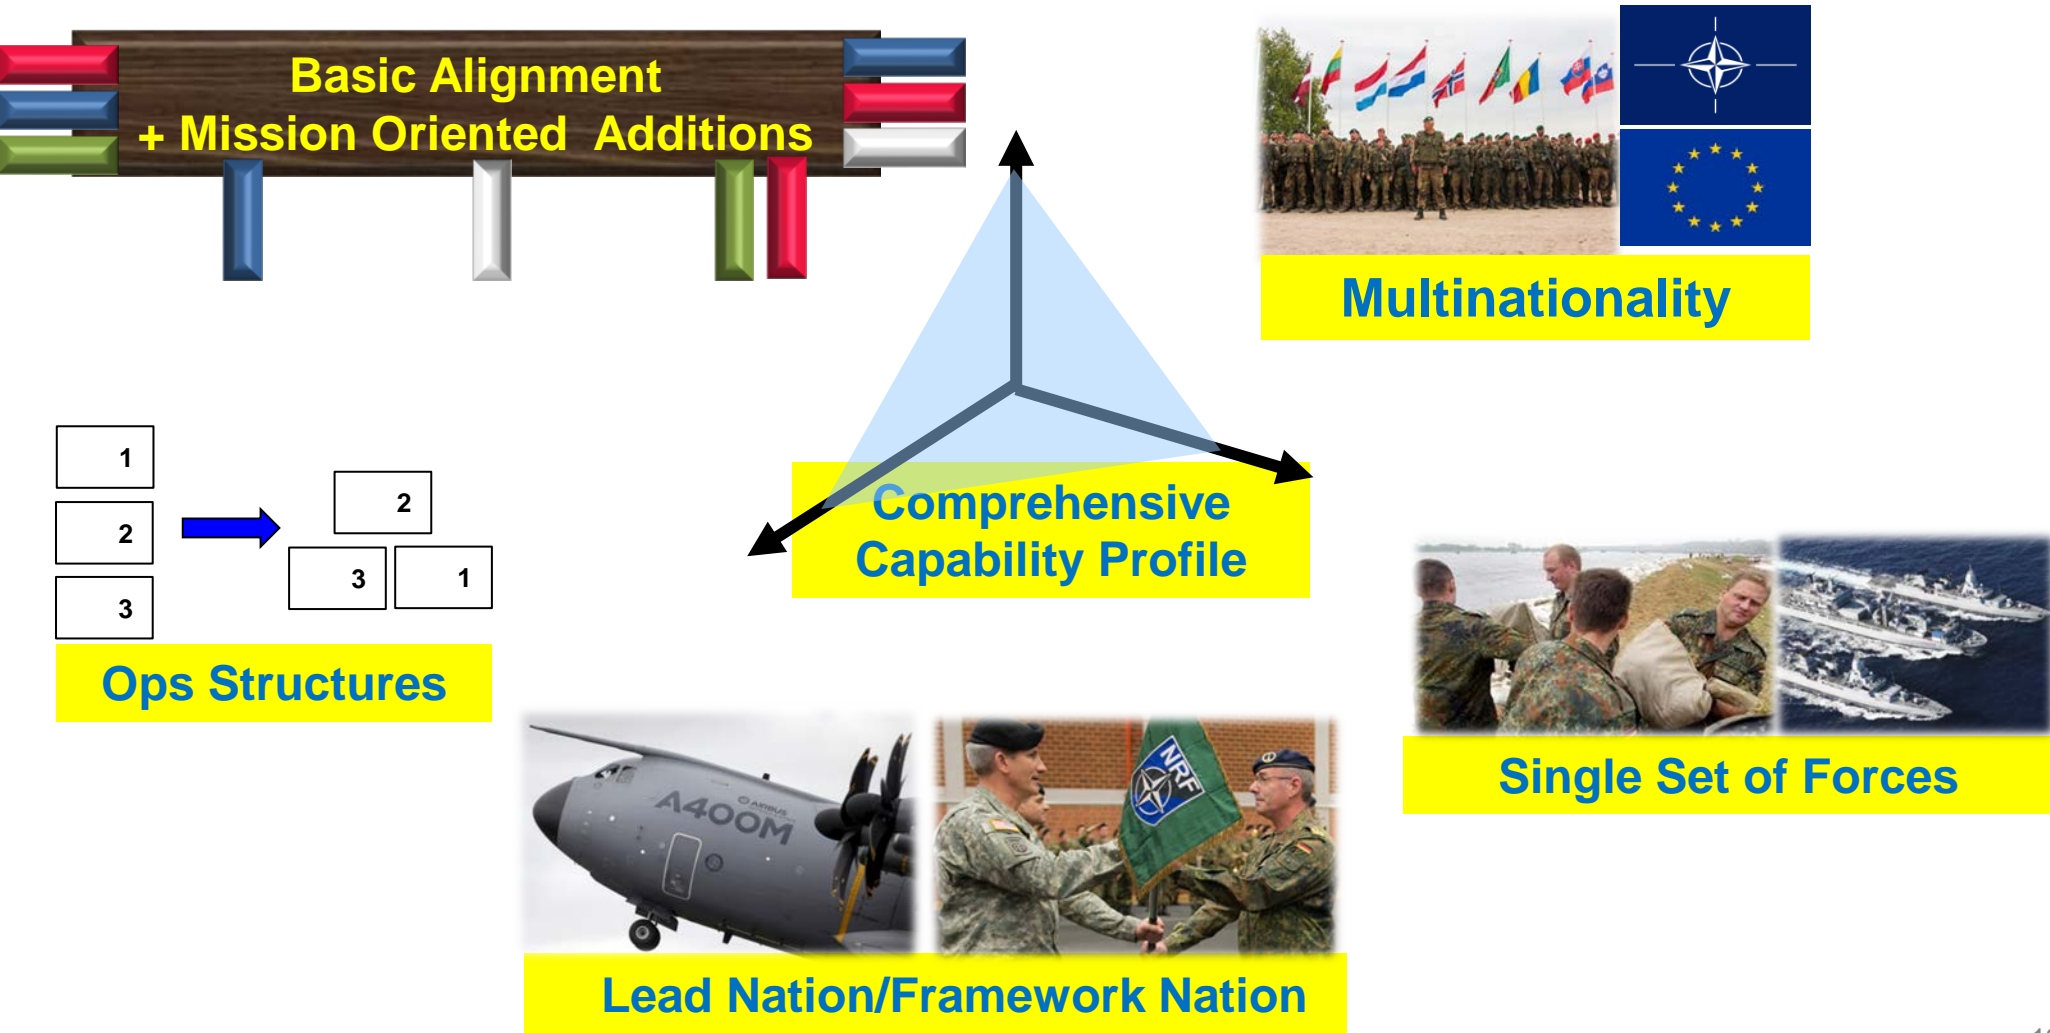 Basic Alignment
+ Mission Oriented Additions
Multinationality
1
2
3
2
3 1
Ops Structures
Comprehensive
Capability Profile
A400M
AIRBUS
NRF
Single Set of Forces
Lead Nation/Framework Nation